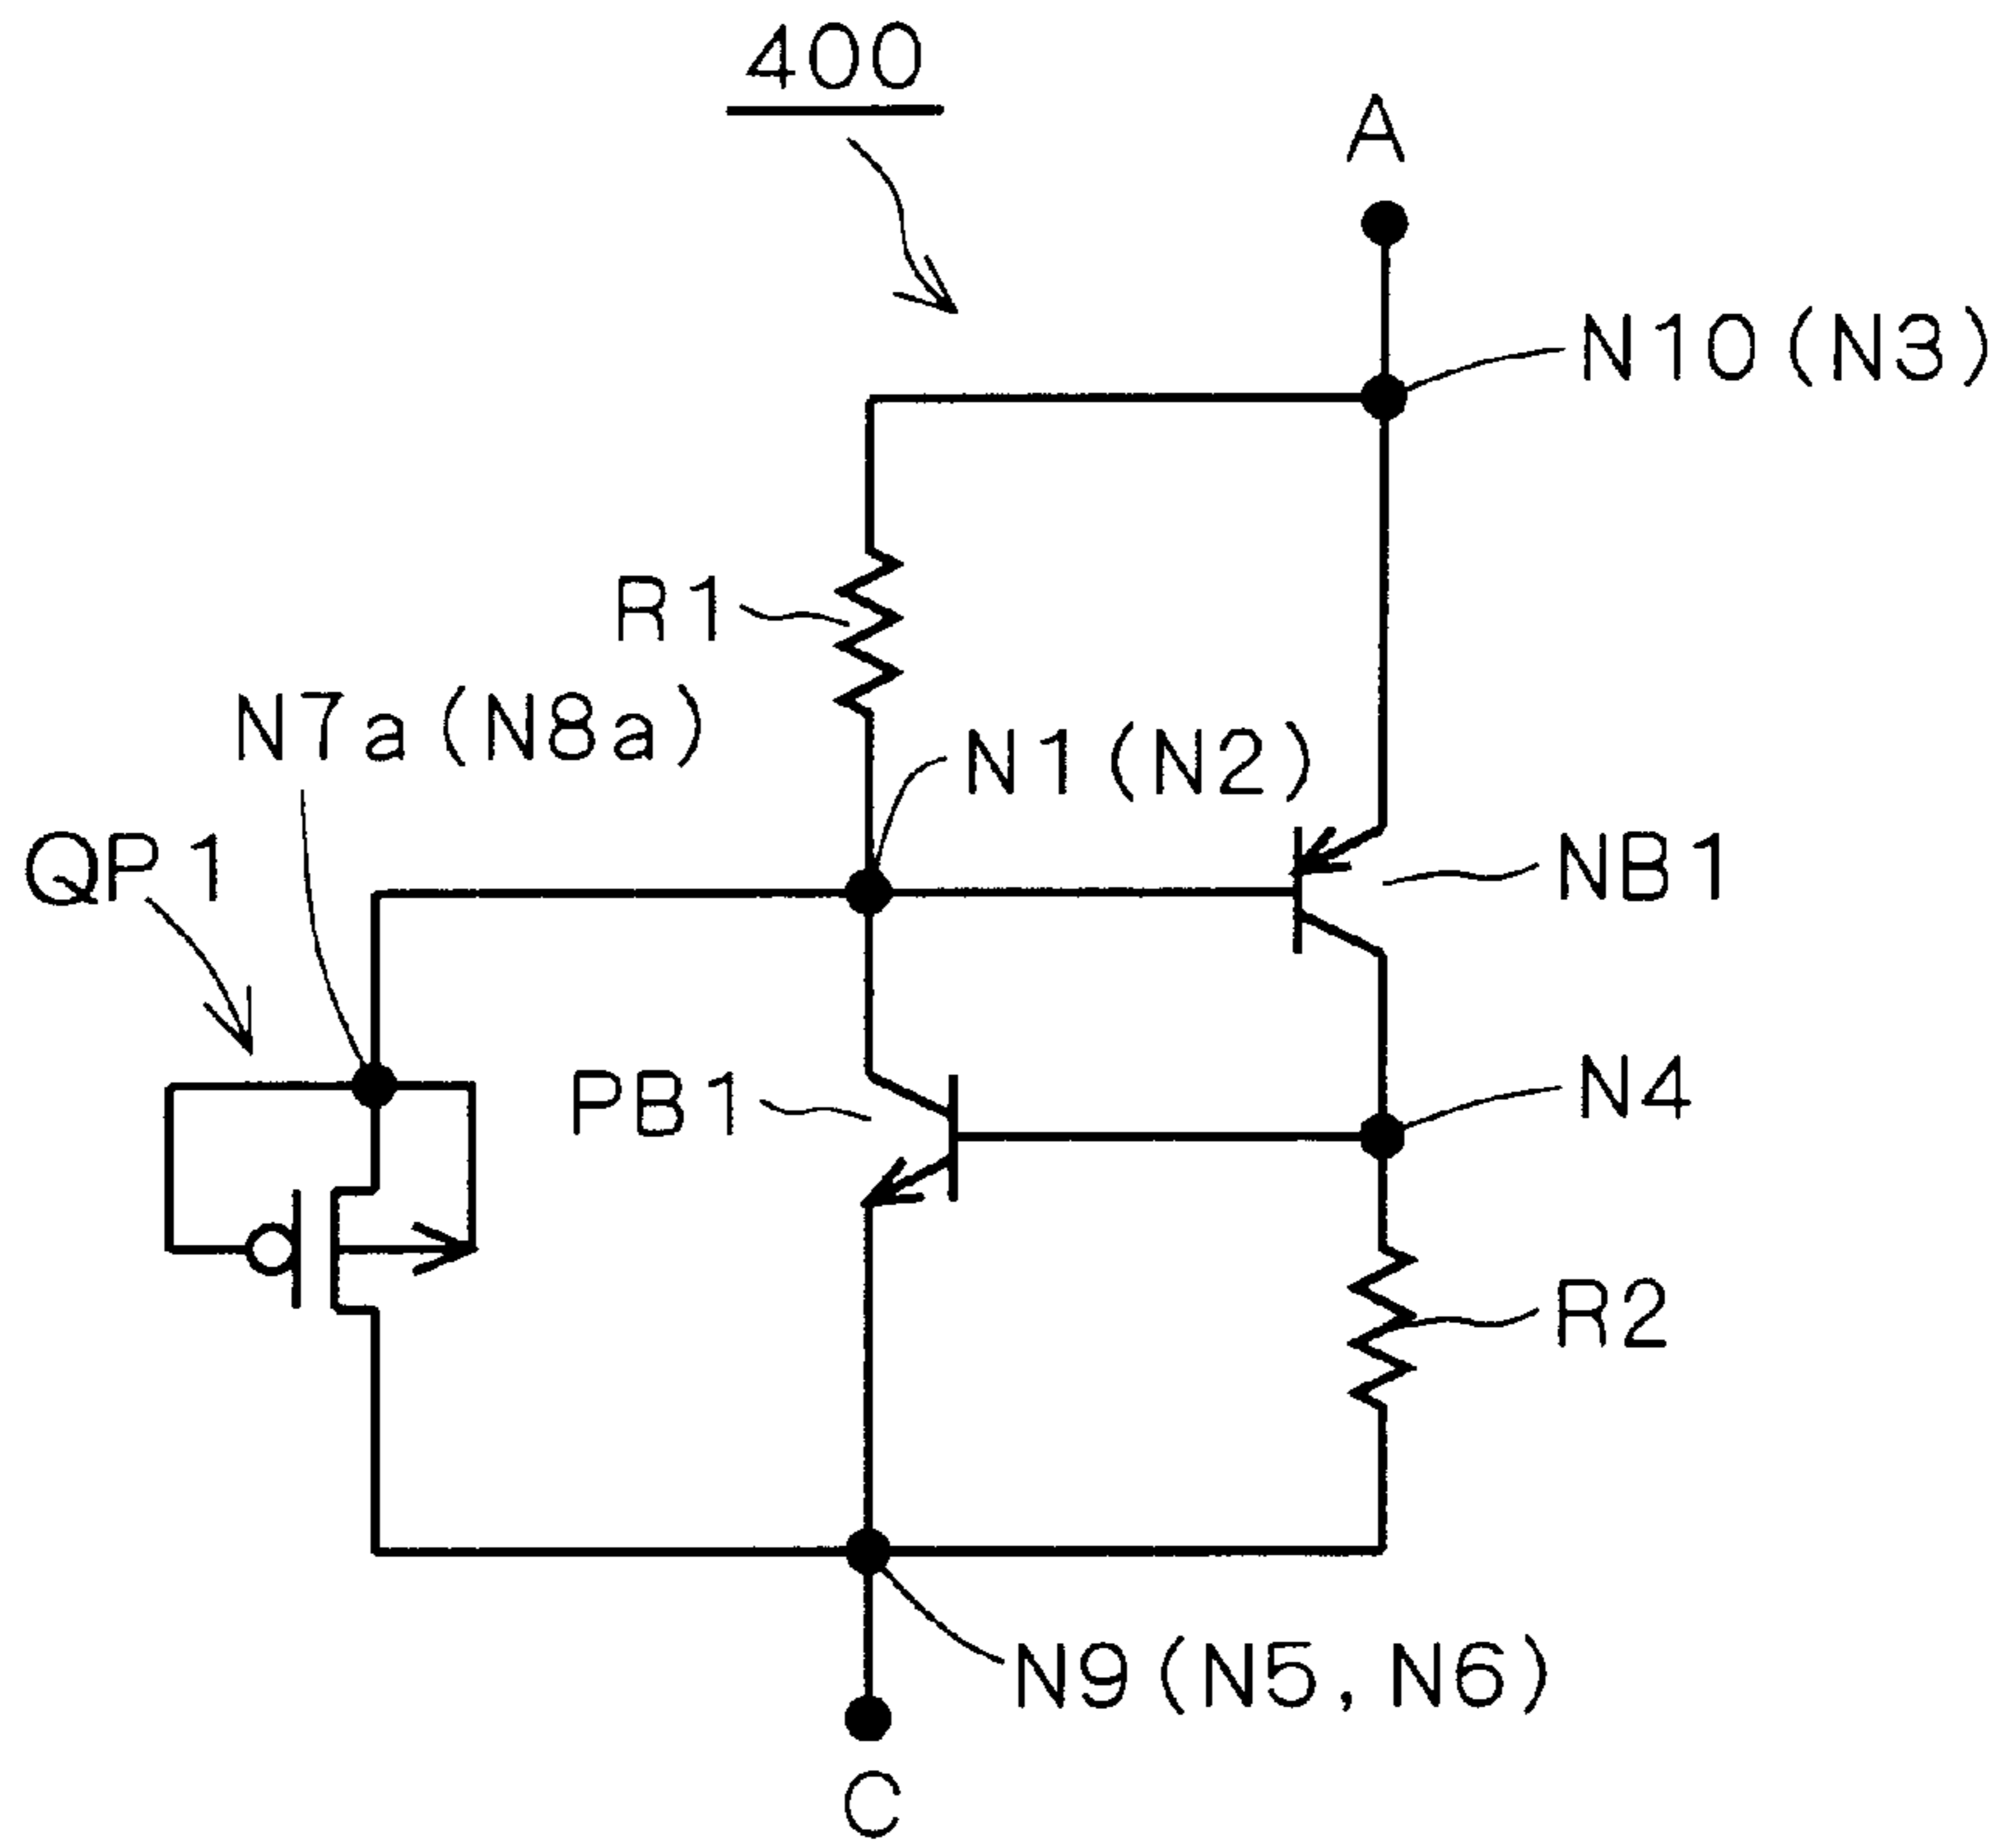 400
A
N10(N3)
R1
N7a(N8a)
N1(N2)
QP1
NB1
PB1
N4
R2
N9(N5,N6)
C